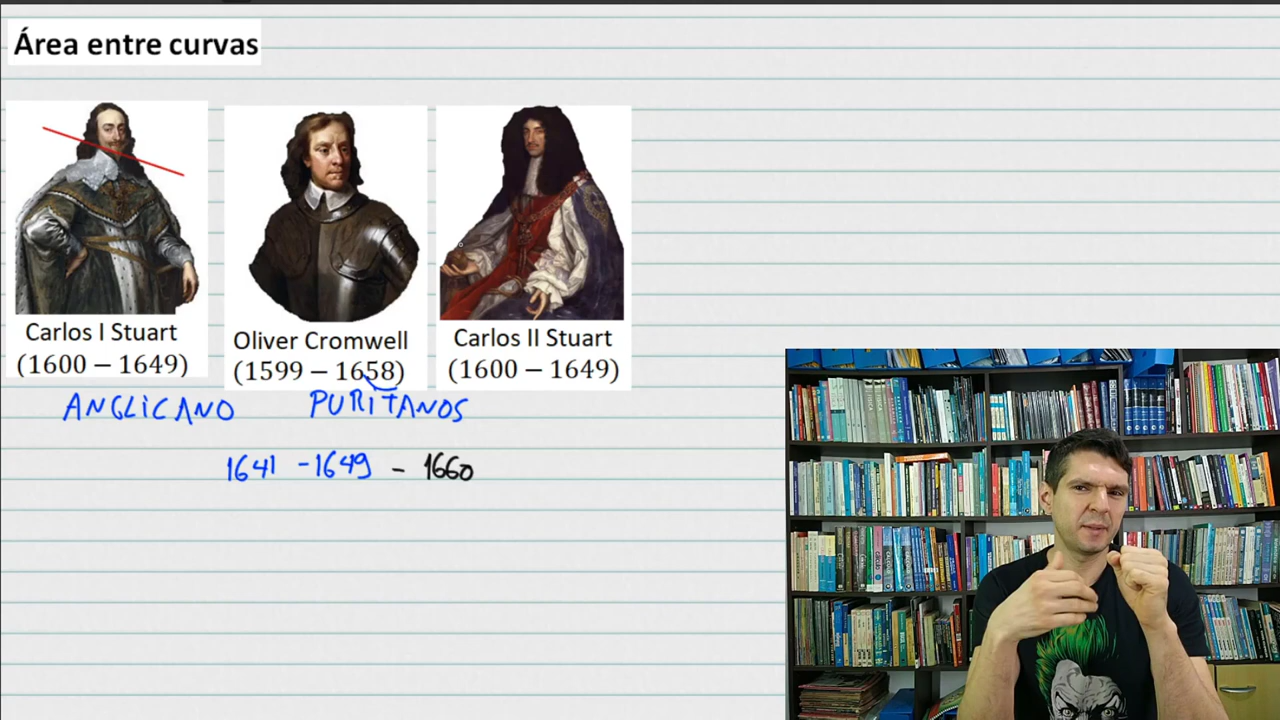 Área entre curvas
Carlos I Stuart
(1600 – 1649)
Oliver Cromwell
(1599 – 1658)
Carlos II Stuart
(1600 – 1649)
ANGLICANO
PURITANOS
1641 - 1649 - 1660